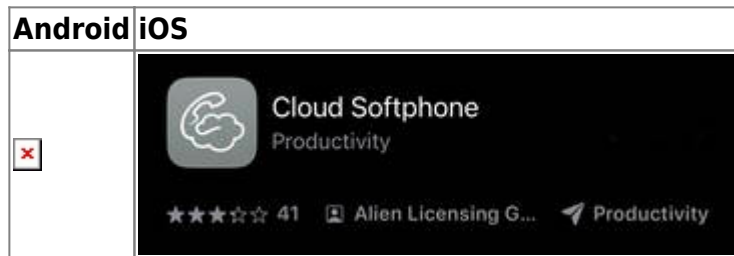 Android iOS
Cloud Softphone
Productivity
★★★☆☆ 41 Alien Licensing G... Productivity